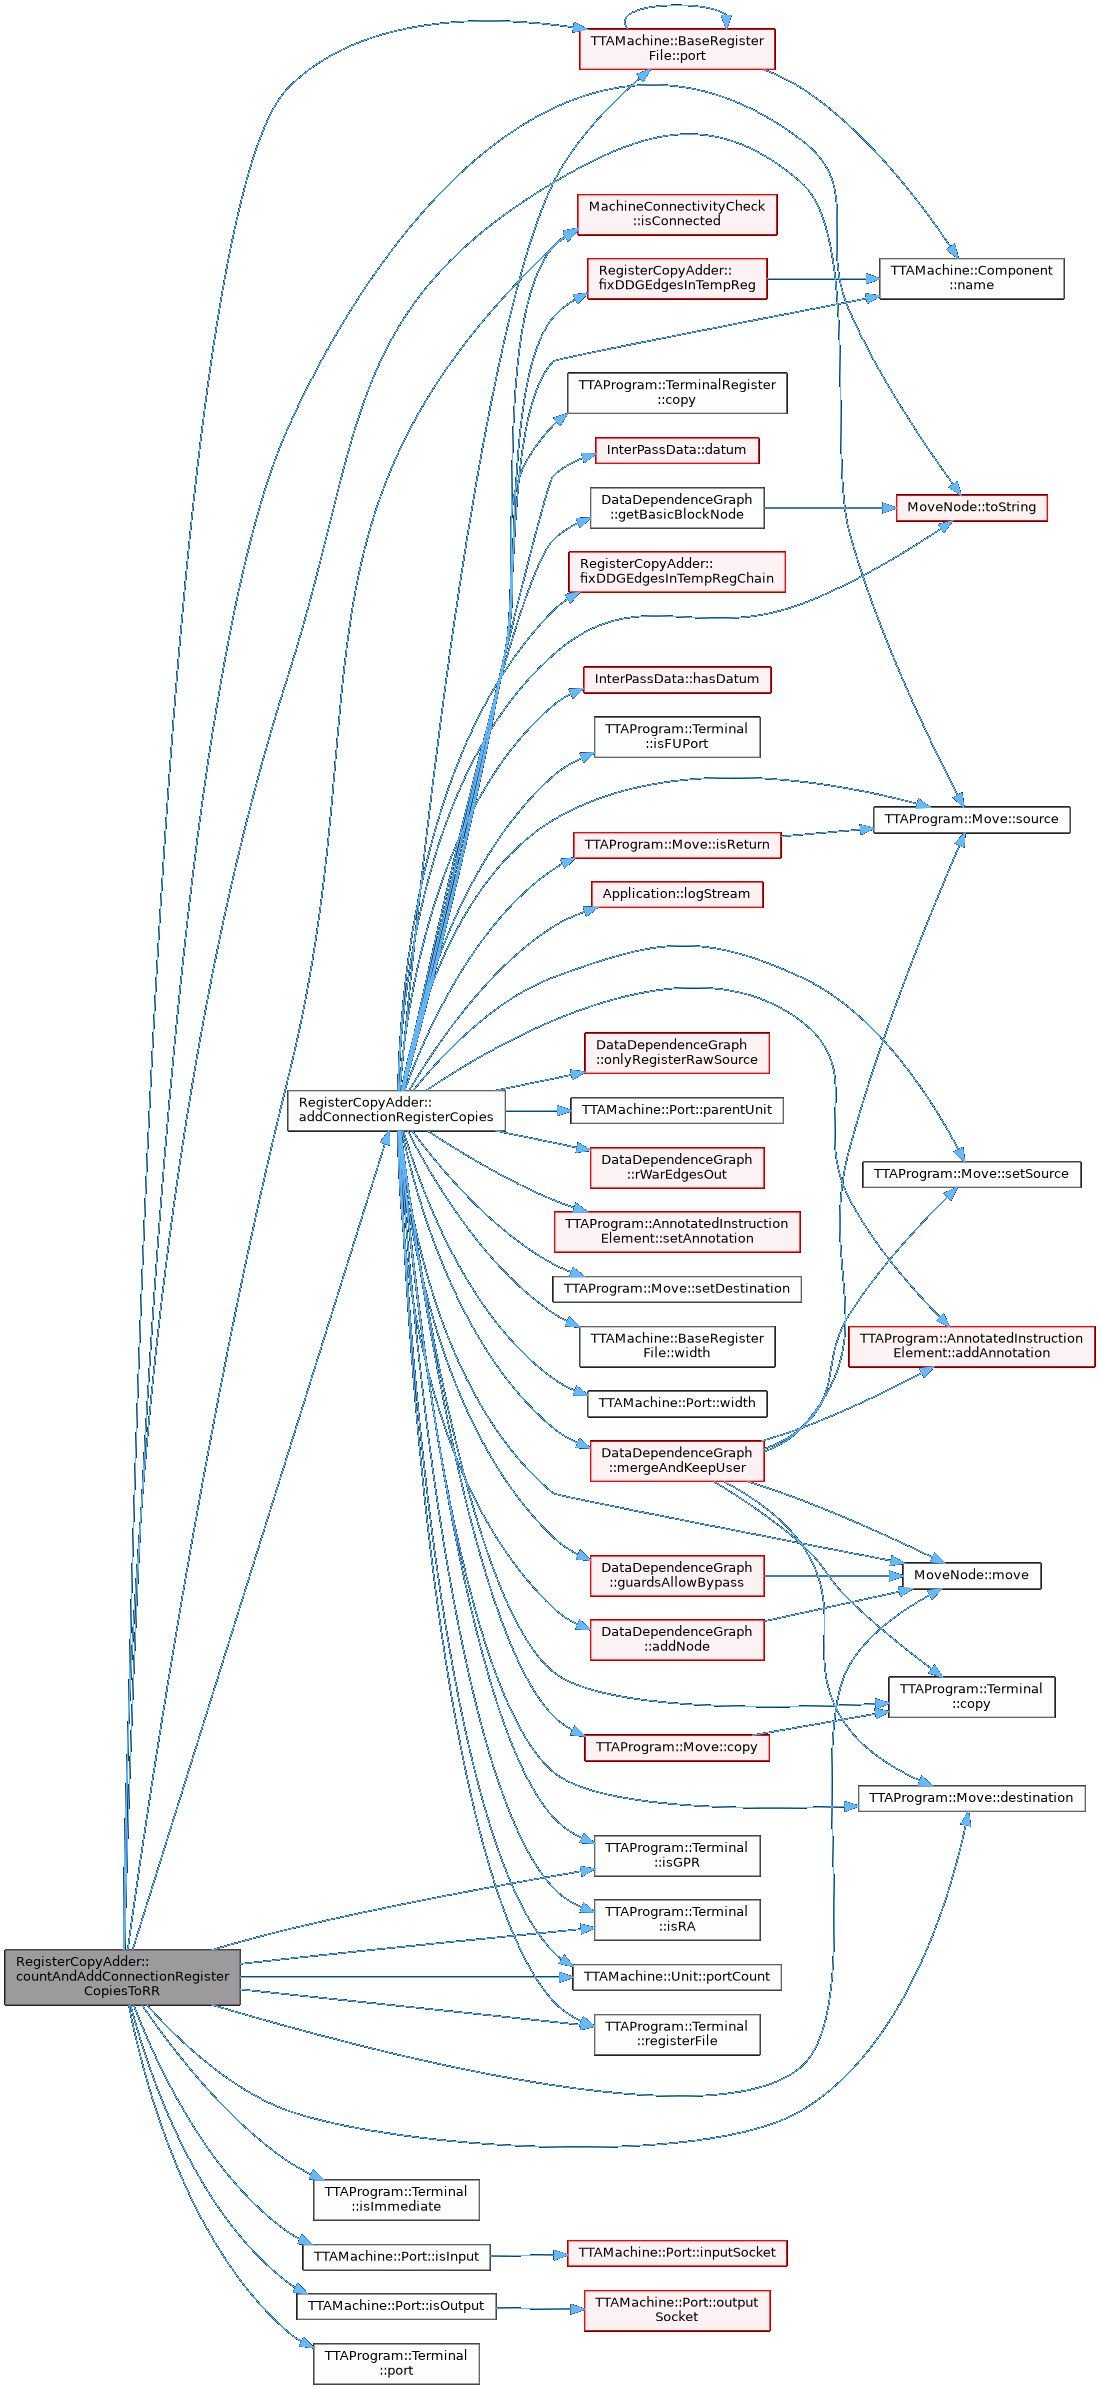 TTAMachine::BaseRegister
File::port
MachineConnectivityCheck
::isConnected
RegisterCopyAdder::
fixDDGEdgesInTempReg
TTAMachine::Component
::name
TTAProgram::TerminalRegister
::copy
InterPassData::datum
DataDependenceGraph
::getBasicBlockNode
MoveNode::toString
RegisterCopyAdder::
fixDDGEdgesInTempRegChain
InterPassData::hasDatum
TTAProgram::Terminal
::isFUPort
TTAProgram::Move::source
TTAProgram::Move::isReturn
Application::logStream
DataDependenceGraph
::onlyRegisterRawSource
RegisterCopyAdder::
addConnectionRegisterCopies
TTAMachine::Port::parentUnit
DataDependenceGraph
::rWarEdgesOut
TTAProgram::Move::setSource
TTAProgram::AnnotatedInstruction
Element::setAnnotation
TTAProgram::Move::setDestination
TTAMachine::BaseRegister
File::width
TTAProgram::AnnotatedInstruction
Element::addAnnotation
TTAMachine::Port::width
DataDependenceGraph
::mergeAndKeepUser
DataDependenceGraph
::guardsAllowBypass
MoveNode::move
DataDependenceGraph
::addNode
TTAProgram::Terminal
::copy
TTAProgram::Move::copy
TTAProgram::Move::destination
TTAProgram::Terminal
::isGPR
TTAProgram::Terminal
::isRA
RegisterCopyAdder::
countAndAddConnectionRegister
CopiesToRR
TTAMachine::Unit::portCount
TTAProgram::Terminal
::registerFile
TTAProgram::Terminal
::isImmediate
TTAMachine::Port::isInput
TTAMachine::Port::inputSocket
TTAMachine::Port::isOutput
TTAMachine::Port::output
Socket
TTAProgram::Terminal
::port